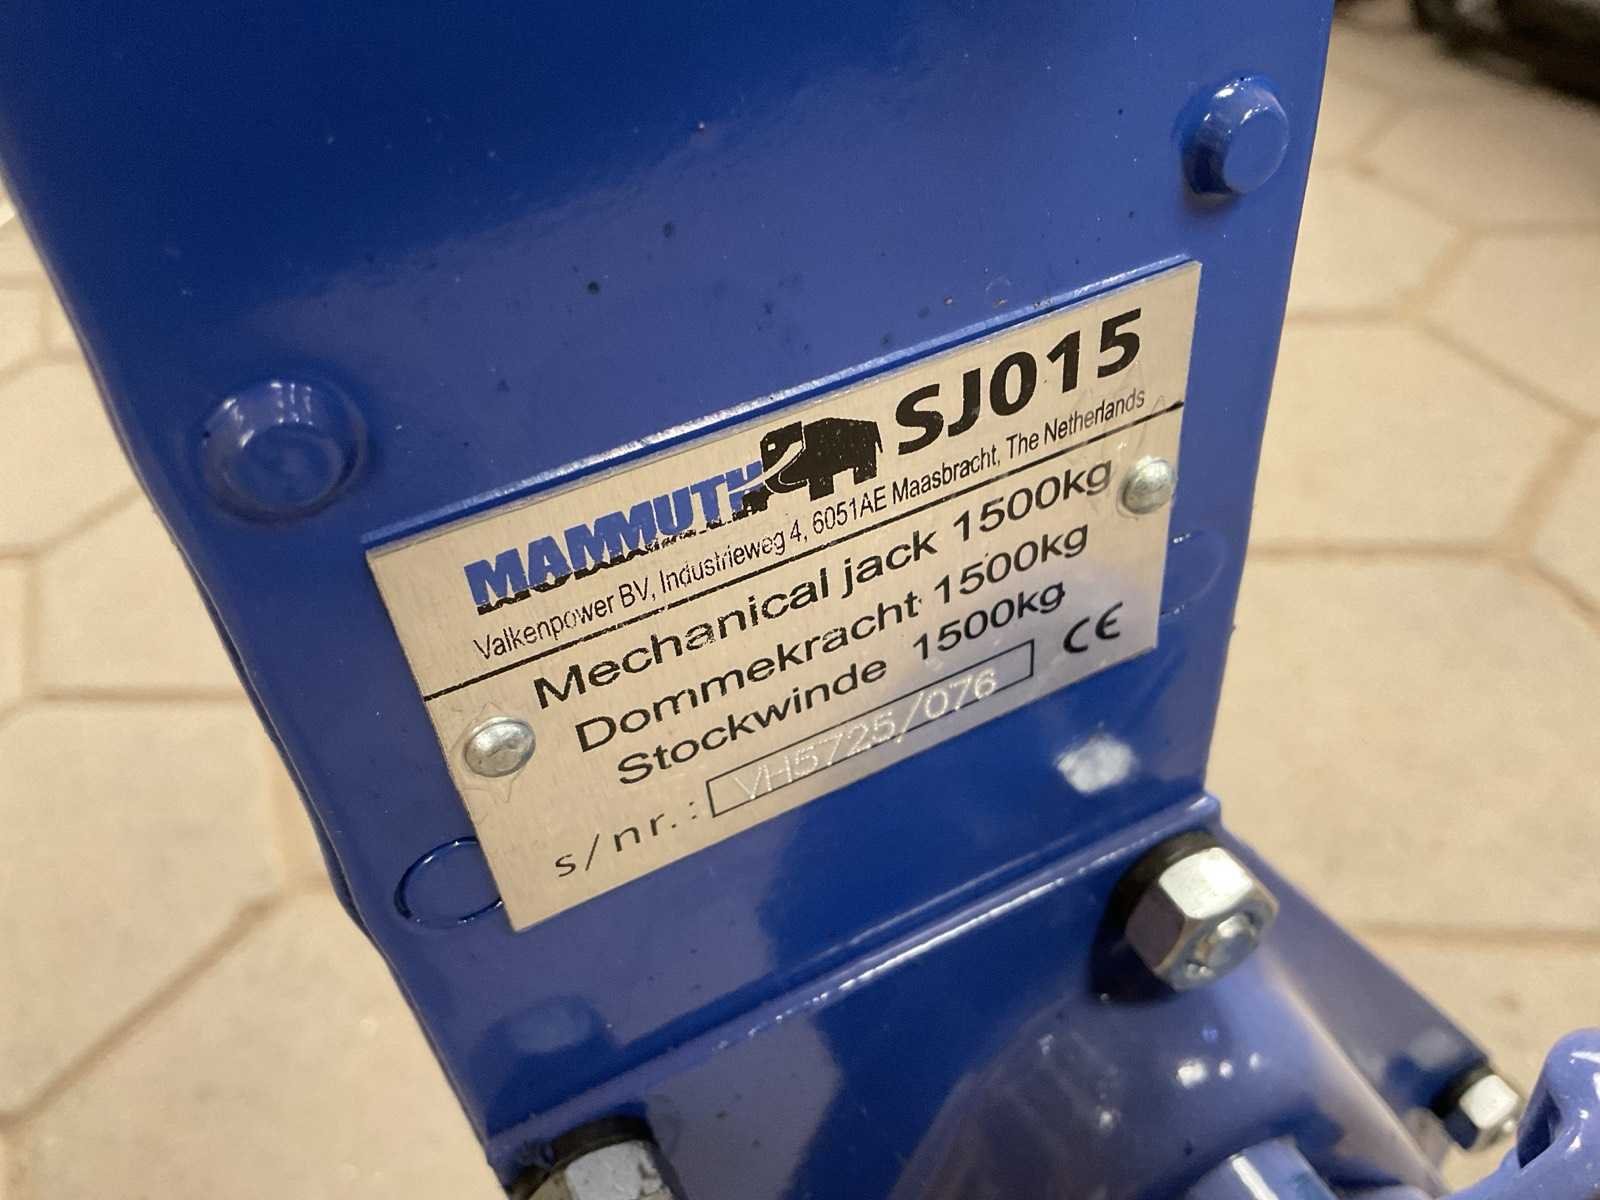 MAMMUTH SJ015
Valkenpower BV, Industrieweg 4, 6051AE Maasbracht, The Netherlands
Mechanical jack 1500kg
Dommekracht 1500kg
Stockwinde 1500kg
s/nr.: VH5725/076 CE